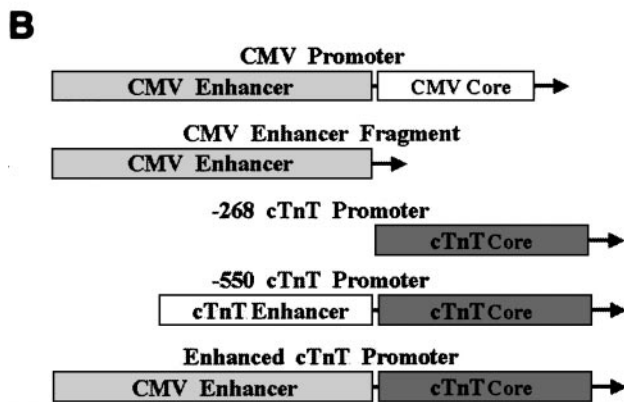 B
CMV Promoter
CMV Enhancer CMV Core
CMV Enhancer Fragment
CMV Enhancer
-268 cTnT Promoter
cTnT Core
-550 cTnT Promoter
cTnT Enhancer cTnT Core
Enhanced cTnT Promoter
CMV Enhancer cTnT Core